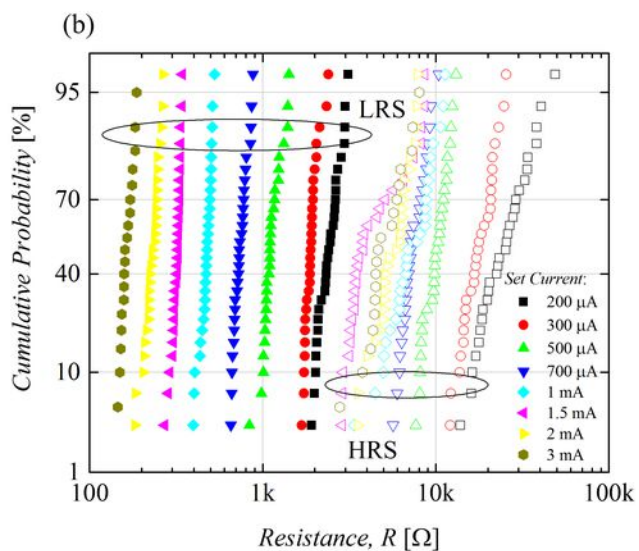 (b)
Cumulative Probability [%]
95
70
40
10
1
LRS
HRS
Set Current:
200 µA
300 µA
500 µA
700 µA
1 mA
1.5 mA
2 mA
3 mA
100
1k
10k
100k
Resistance, R [Ω]